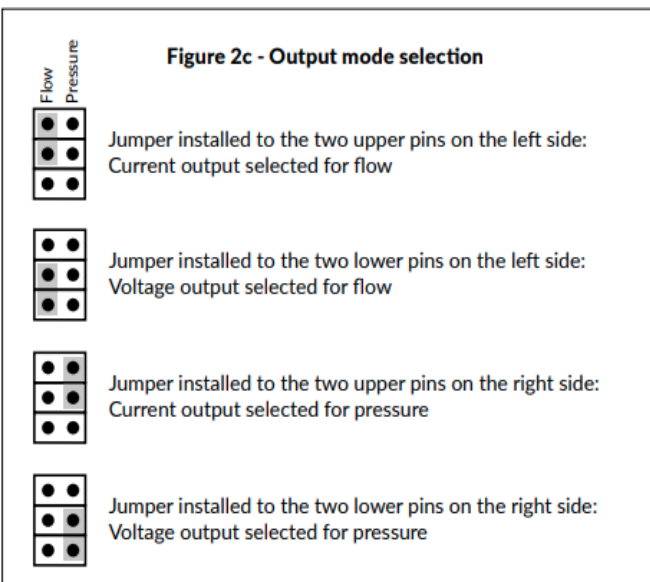 Figure 2c - Output mode selection
Flow
Pressure
Jumper installed to the two upper pins on the left side:
Current output selected for flow
Jumper installed to the two lower pins on the left side:
Voltage output selected for flow
Jumper installed to the two upper pins on the right side:
Current output selected for pressure
Jumper installed to the two lower pins on the right side:
Voltage output selected for pressure